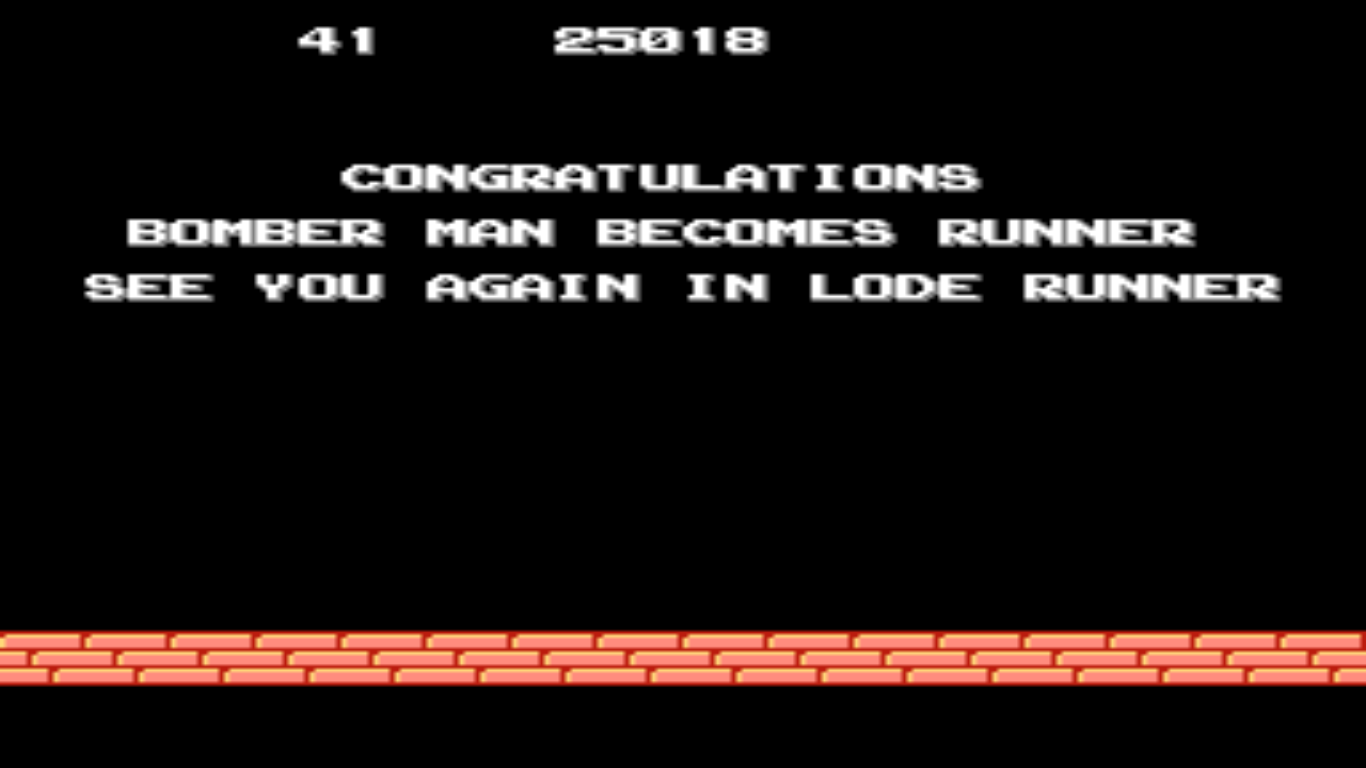 41 25018
CONGRATULATIONS
BOMBER MAN BECOMES RUNNER
SEE YOU AGAIN IN LODE RUNNER